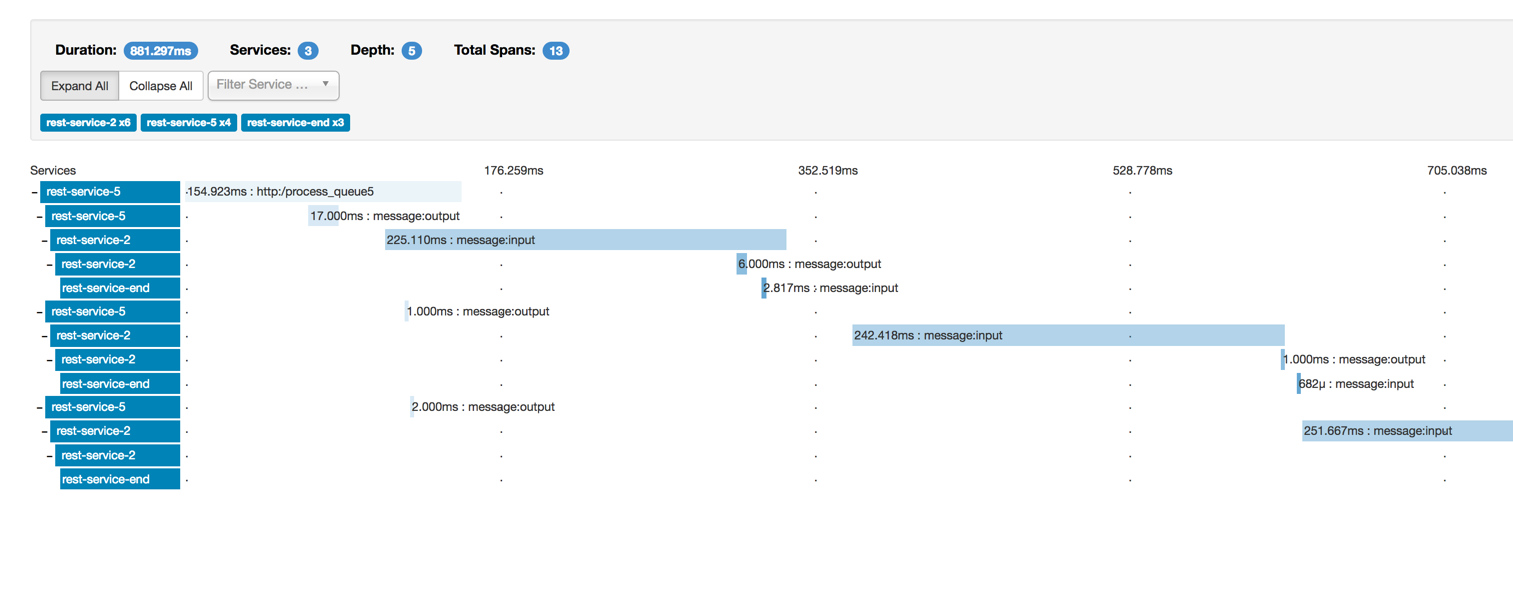 Duration: 881.297ms Services: 3 Depth: 5 Total Spans: 13
Expand All Collapse All Filter Service ...
rest-service-2 x6 rest-service-5 x4 rest-service-end x3
Services 176.259ms 352.519ms 528.778ms 705.038ms
rest-service-5 154.923ms : http:/process_queue5
rest-service-5 17.000ms : message:output
rest-service-2 225.110ms : message:input
rest-service-2 6.000ms : message:output
rest-service-end 2.817ms : message:input
rest-service-5 1.000ms : message:output
rest-service-2 242.418ms : message:input
rest-service-2 1.000ms : message:output
rest-service-end 682μ : message:input
rest-service-5 2.000ms : message:output
rest-service-2 251.667ms : message:input
rest-service-2
rest-service-end